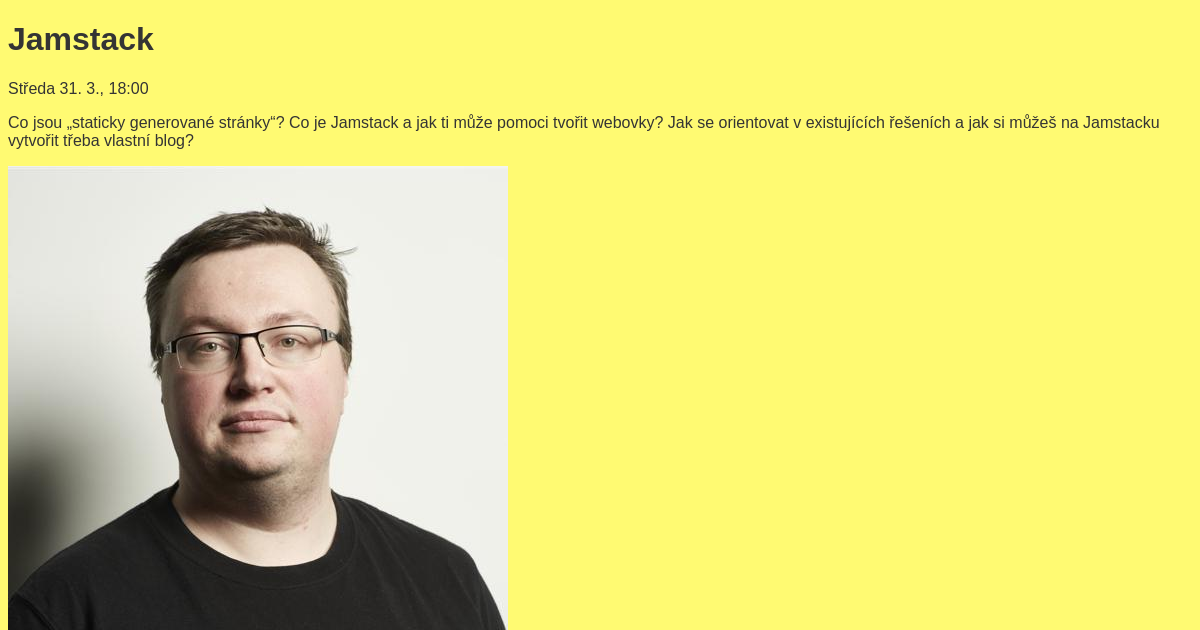 Jamstack
Středa 31. 3., 18:00
Co jsou „staticky generované stránky“? Co je Jamstack a jak ti může pomoci tvořit webovky? Jak se orientovat v existujících řešeních a jak si můžeš na Jamstacku
vytvořit třeba vlastní blog?